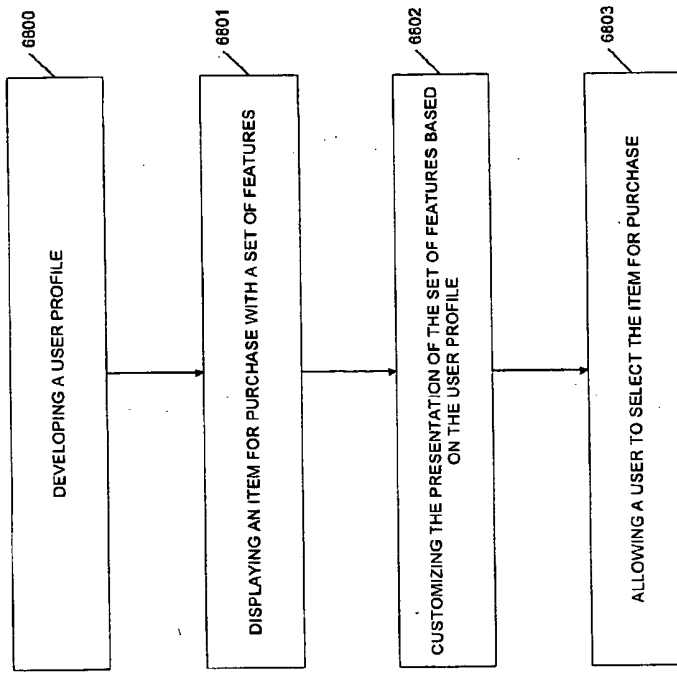 6800
DEVELOPING A USER PROFILE
6801
DISPLAYING AN ITEM FOR PURCHASE WITH A SET OF FEATURES
6802
CUSTOMIZING THE PRESENTATION OF THE SET OF FEATURES BASED
ON THE USER PROFILE
6803
ALLOWING A USER TO SELECT THE ITEM FOR PURCHASE